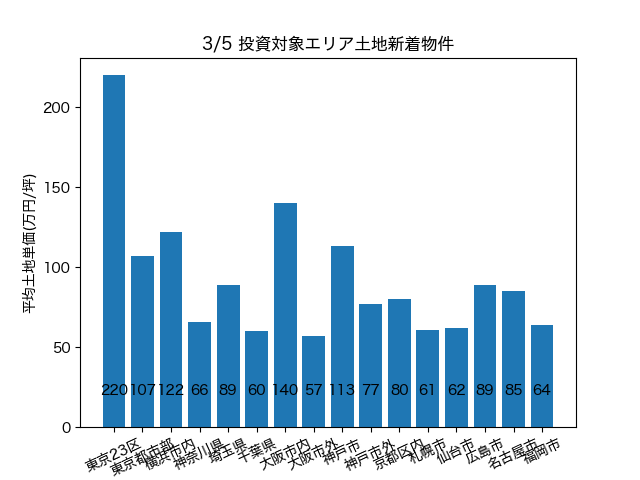 3/5 投資対象エリア土地新着物件
平均土地単価(万円/坪)
200
150
100
50
0
220 107 122 66 89 60 140 57 113 77 80 61 62 89 85 64
東京23区
東京都市部
横浜市内
神奈川県
埼玉県
千葉県
大阪市内
大阪市外
神戸市
神戸市外
京都区内
札幌市
仙台市
広島市
名古屋市
福岡市